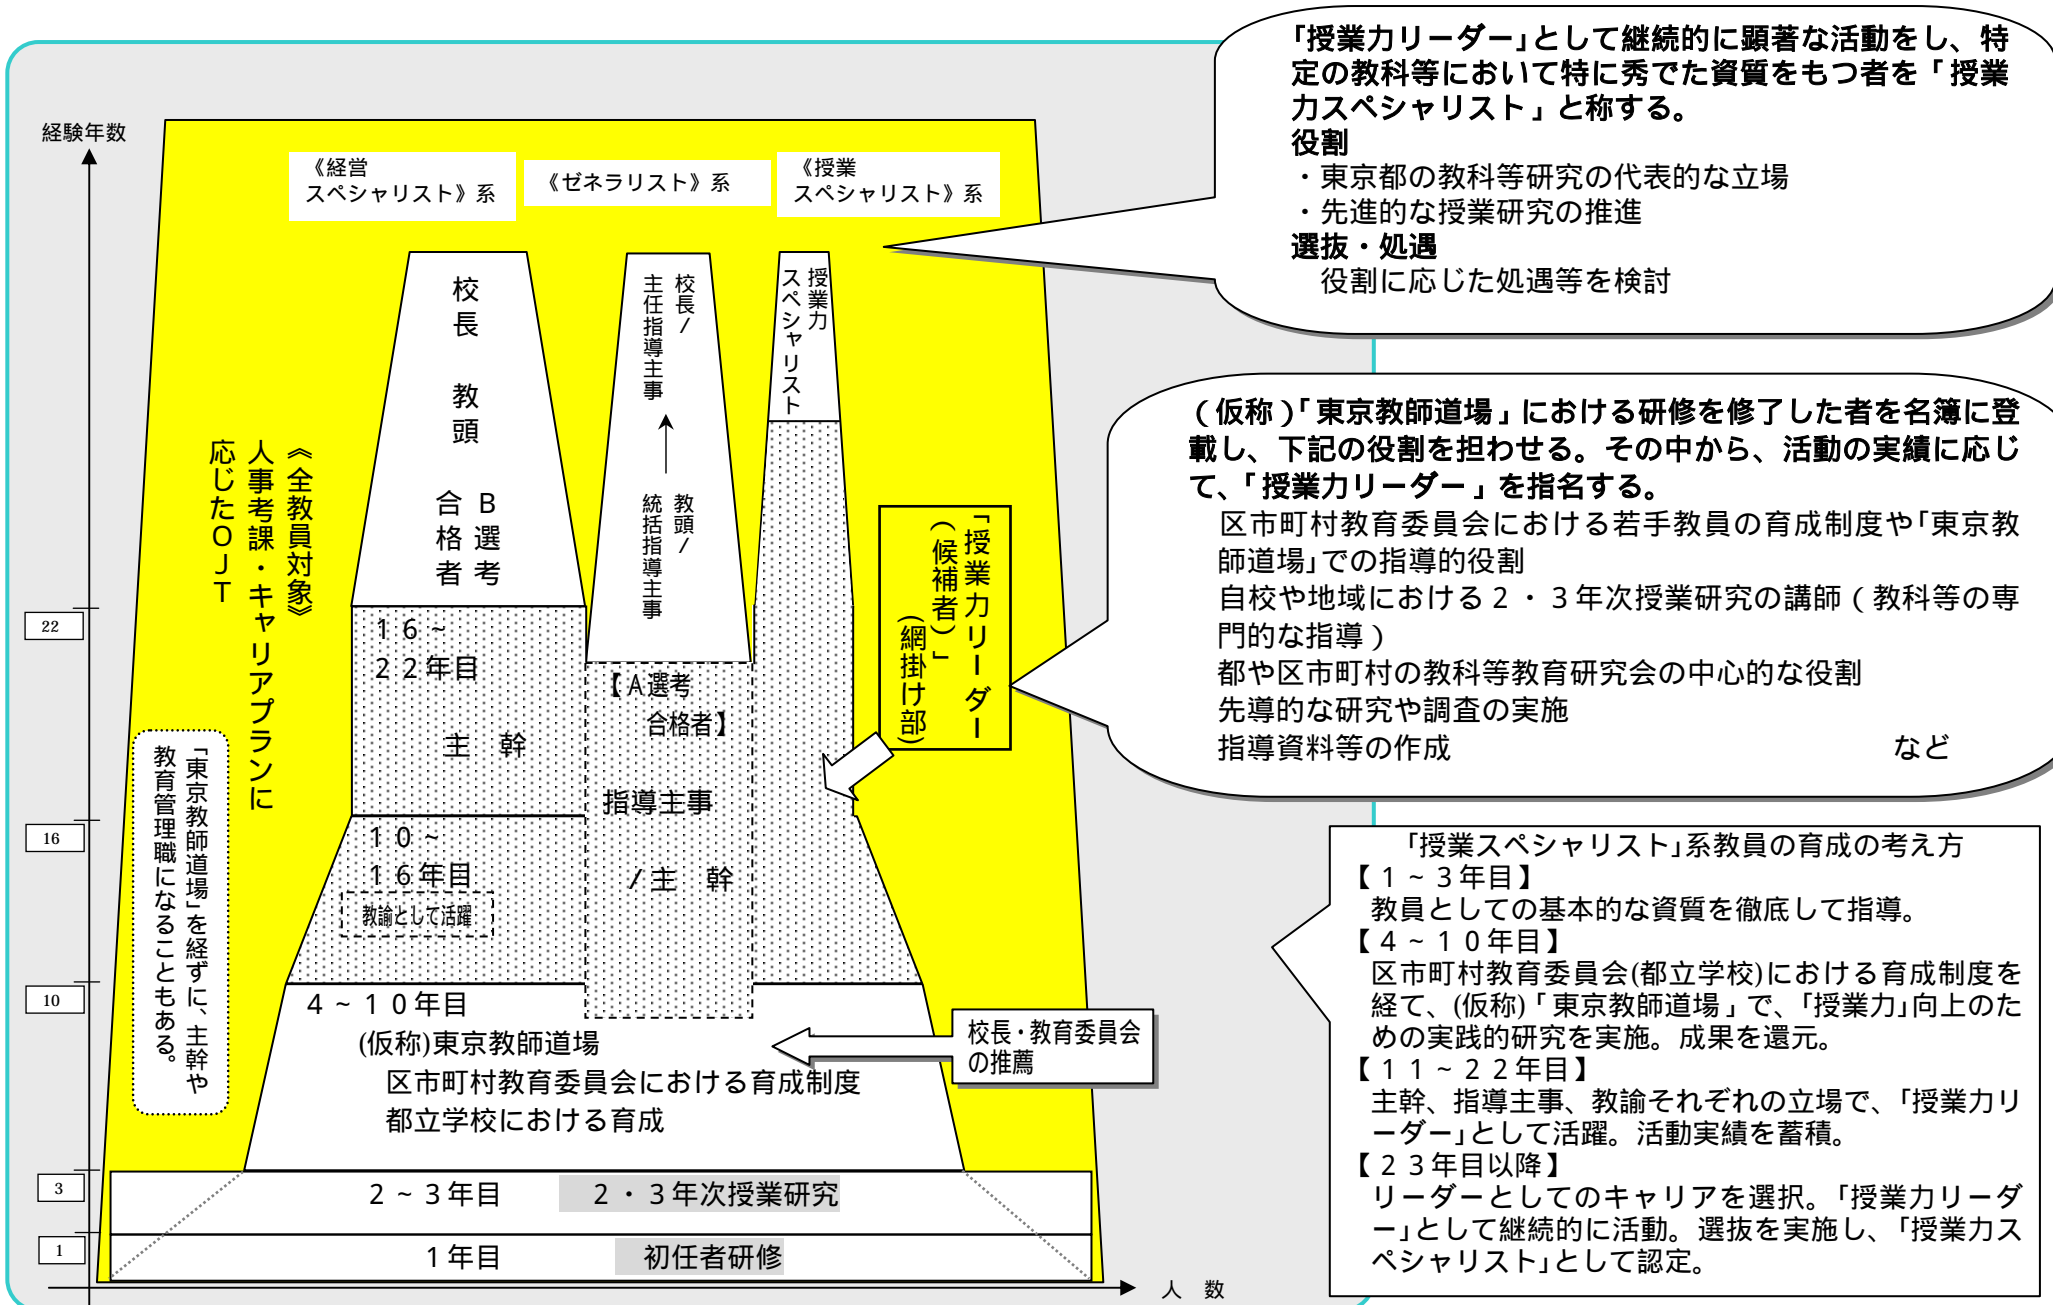 経験年数
《経営
スペシャリスト》系
《ゼネラリスト》系
《授業
スペシャリスト》系
校長　教頭
B選考
合格者
校長/
主任指導主事
教頭/
統括指導主事
授業力
スペシャリスト
《全教員対象》
人事考課・キャリアプランに
応じたOJT
「東京教師道場」を経ずに、主幹や
教育管理職になることもある。
22
16
10
3
1
16~
22年目
主　幹
【A選考
合格者】
指導主事
/主　幹
10~
16年目
教諭として活躍
「授業力リーダー
(候補者)」
(網掛け部)
4~10年目
(仮称)東京教師道場
区市町村教育委員会における育成制度
都立学校における育成
校長・教育委員会
の推薦
2~3年目　2・3年次授業研究
1年目　初任者研修
人　数
「授業力リーダー」として継続的に顕著な活動をし、特
定の教科等において特に秀でた資質をもつ者を「授業
力スペシャリスト」と称する。
役割
・東京都の教科等研究の代表的な立場
・先進的な授業研究の推進
選抜・処遇
役割に応じた処遇等を検討
(仮称)「東京教師道場」における研修を修了した者を名簿に登
載し、下記の役割を担わせる。その中から、活動の実績に応じ
て、「授業力リーダー」を指名する。
区市町村教育委員会における若手教員の育成制度や「東京教
師道場」での指導的役割
自校や地域における2・3年次授業研究の講師(教科等の専
門的な指導)
都や区市町村の教科等教育研究会の中心的な役割
先導的な研究や調査の実施
指導資料等の作成　など
「授業スペシャリスト」系教員の育成の考え方
【1~3年目】
教員としての基本的な資質を徹底して指導。
【4~10年目】
区市町村教育委員会(都立学校)における育成制度を
経て、(仮称)「東京教師道場」で、「授業力」向上のた
めの実践的研究を実施。成果を還元。
【11~22年目】
主幹、指導主事、教諭それぞれの立場で、「授業力リ
ーダー」として活躍。活動実績を蓄積。
【23年目以降】
リーダーとしてのキャリアを選択。「授業力リーダ
ー」として継続的に活動。選抜を実施し、「授業力ス
ペシャリスト」として認定。